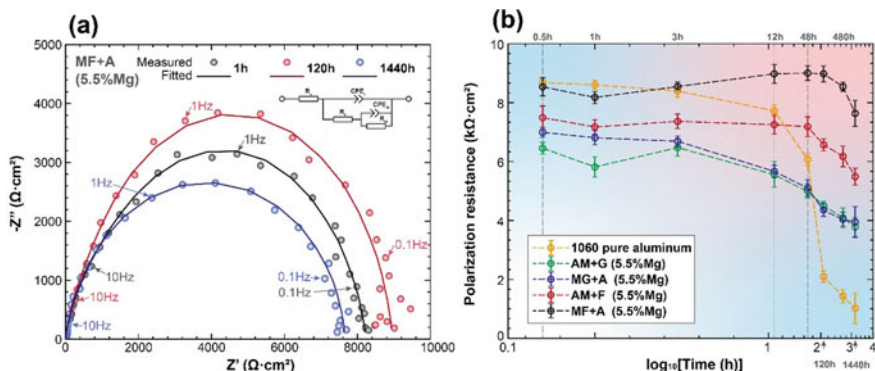 (a)
MF+A
(5.5%Mg)
Measured
Fitted
1h
120h
1440h
5000
4000
3000
2000
1000
0
-Z'' (Ω·cm²)
1Hz
1Hz
1Hz
10Hz
10Hz
10Hz
0.1Hz
0.1Hz
0.1Hz
CPE
CPE
0
2000
4000
6000
8000
10000
Z' (Ω·cm²)
(b)
0.5h
1h
3h
12h
48h
480h
10
8
6
4
2
0
Polarization resistance (kΩ·cm²)
1060 pure aluminum
AM+G (5.5%Mg)
MG+A (5.5%Mg)
AM+F (5.5%Mg)
MF+A (5.5%Mg)
0.1
1
2
3
4
120h
1440h
log₁₀[Time (h)]